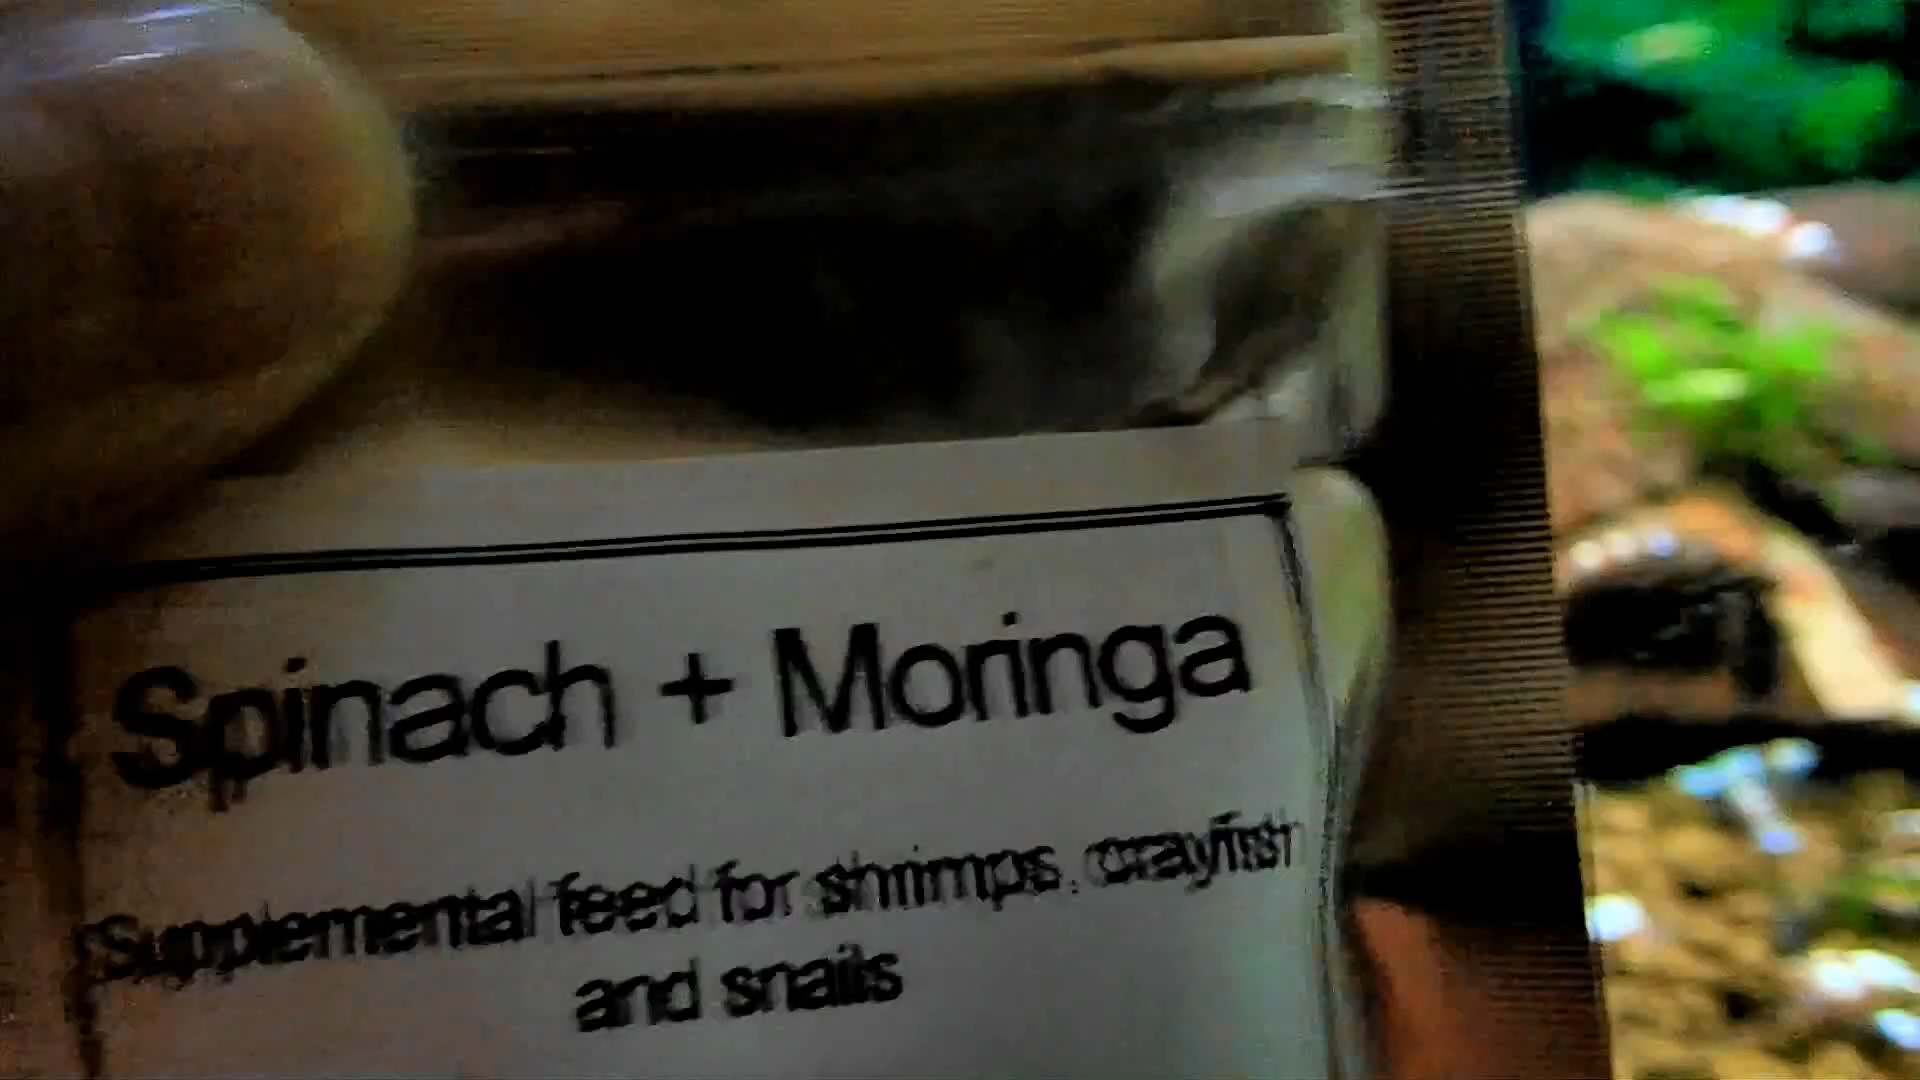 Spinach + Moringa
Supplemental feed for shrimps, crayfish
and snails